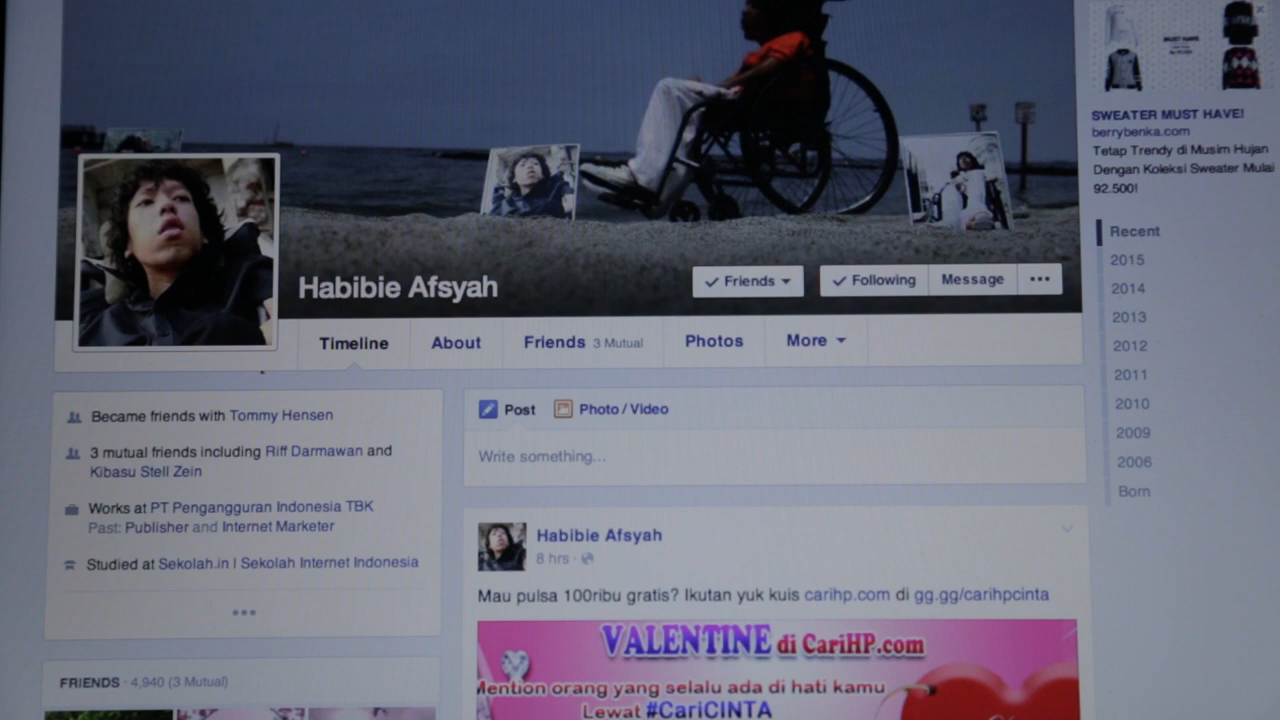 MUST HAVE
SWEATER MUST HAVE!
berrybenka.com
Tetap Trendy di Musim Hujan
Dengan Koleksi Sweater Mulai
92.500!
Habibie Afsyah
Friends
Following
Message
Timeline
About
Friends 3 Mutual
Photos
More
Recent
2015
2014
2013
2012
2011
2010
2009
2006
Born
Became friends with Tommy Hensen
3 mutual friends including Riff Darmawan and
Kibasu Stell Zein
Works at PT Pengangguran Indonesia TBK
Past: Publisher and Internet Marketer
Studied at Sekolah.in | Sekolah Internet Indonesia
FRIENDS · 4,940 (3 Mutual)
Post
Photo / Video
Write something...
Habibie Afsyah
8 hrs ·
Mau pulsa 100ribu gratis? Ikutan yuk kuis carihp.com di gg.gg/carihpcinta
VALENTINE di CariHP.com
Mention orang yang selalu ada di hati kamu
Lewat #CariCINTA